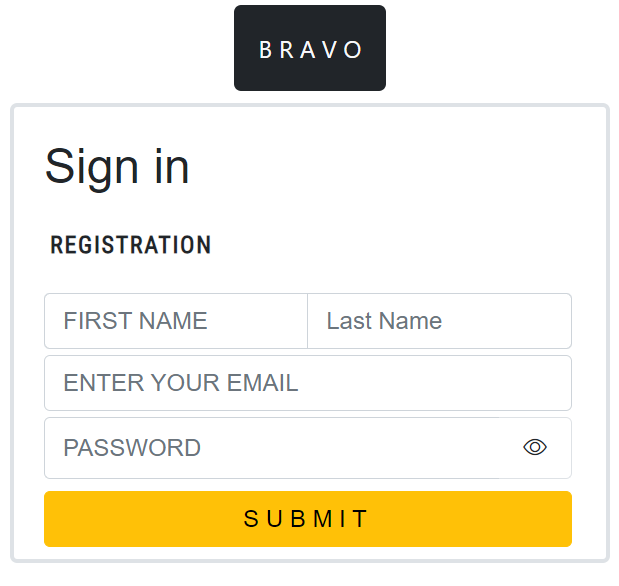 BRAVO
Sign in
REGISTRATION
FIRST NAME Last Name
ENTER YOUR EMAIL
PASSWORD
SUBMIT